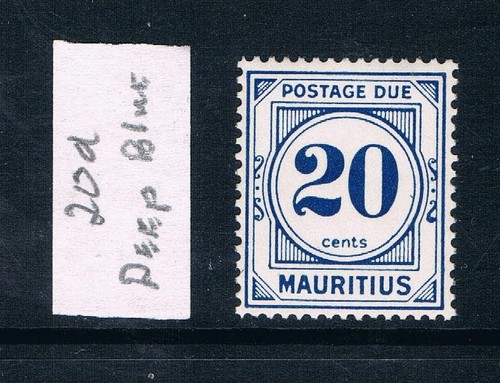 20d
DEEP Blue
POSTAGE DUE
20
cents
MAURITIUS